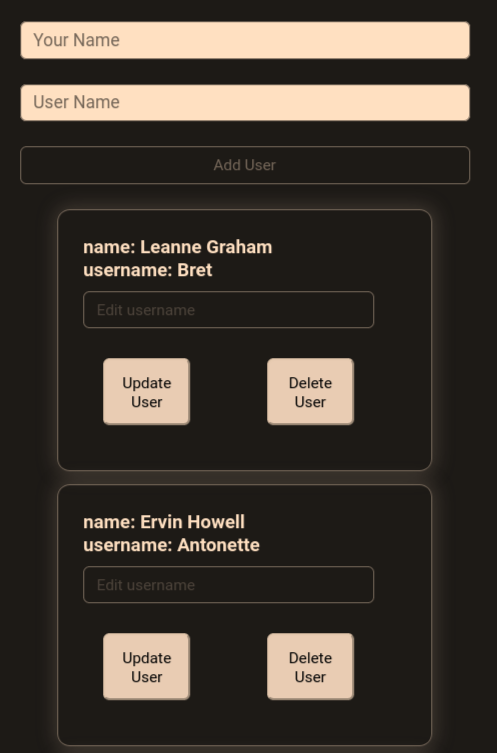 Your Name
User Name
Add User
name: Leanne Graham
username: Bret
Edit username
Update
User
Delete
User
name: Ervin Howell
username: Antonette
Edit username
Update
User
Delete
User